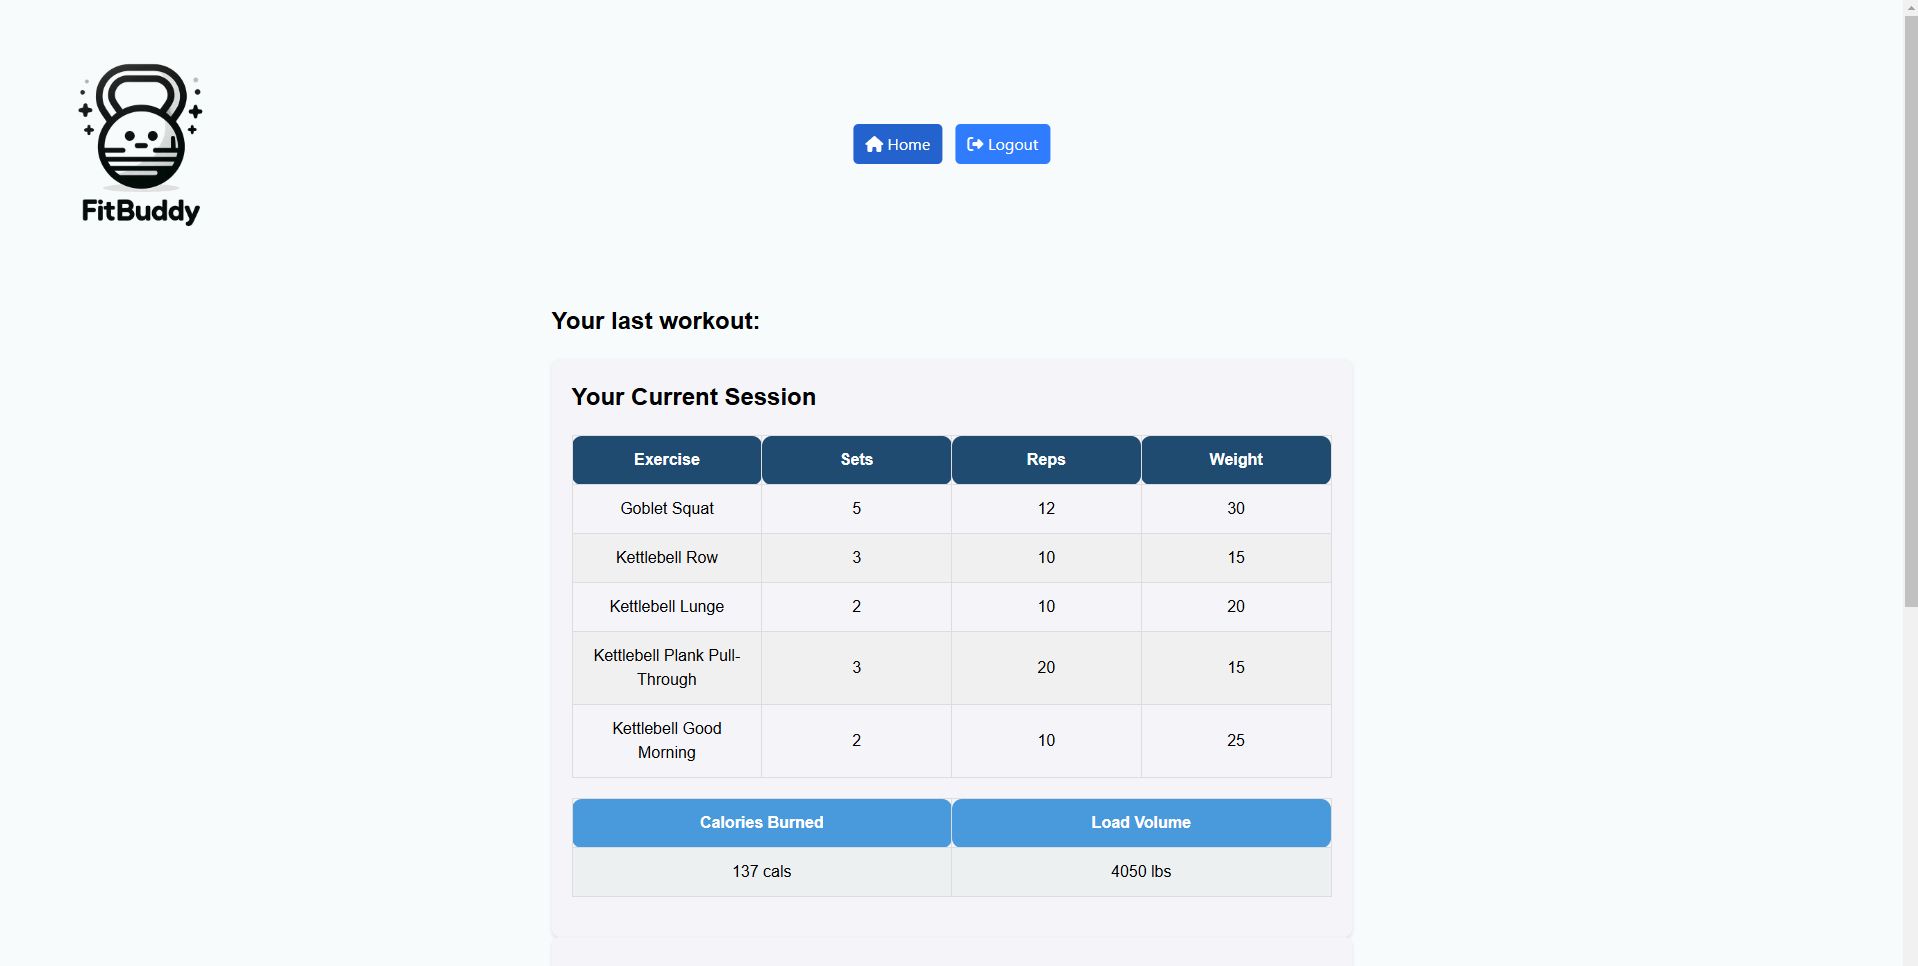 FitBuddy
Home
Logout
Your last workout:
Your Current Session
Exercise Sets Reps Weight
Goblet Squat 5 12 30
Kettlebell Row 3 10 15
Kettlebell Lunge 2 10 20
Kettlebell Plank Pull-
Through 3 20 15
Kettlebell Good
Morning 2 10 25
Calories Burned Load Volume
137 cals 4050 lbs